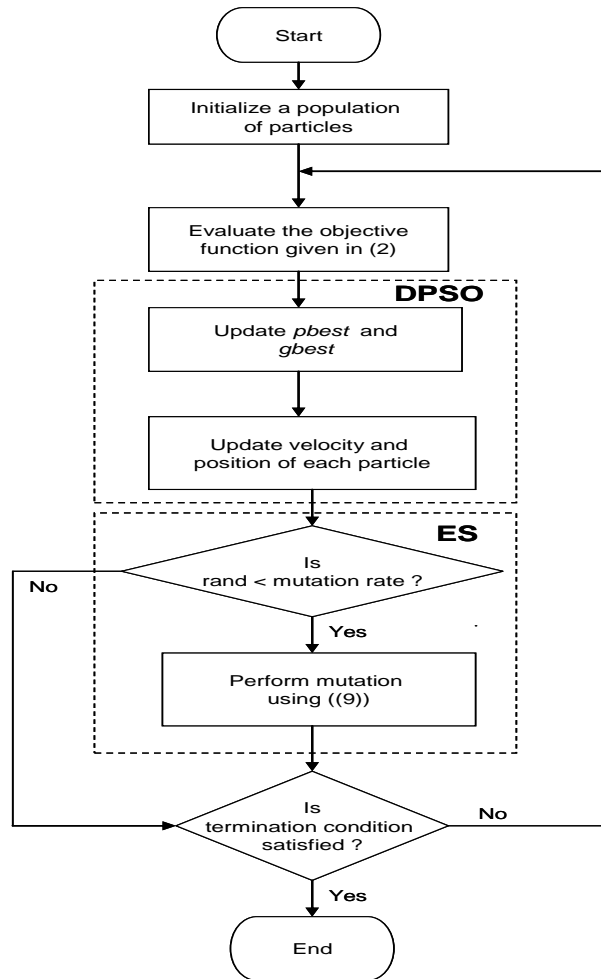 Start
Initialize a population
of particles
Evaluate the objective
function given in (2)
DPSO
Update pbest and
gbest
Update velocity and
position of each particle
ES
Is
rand < mutation rate ?
No
Yes
Perform mutation
using ((9))
Is
termination condition
satisfied ?
No
Yes
End